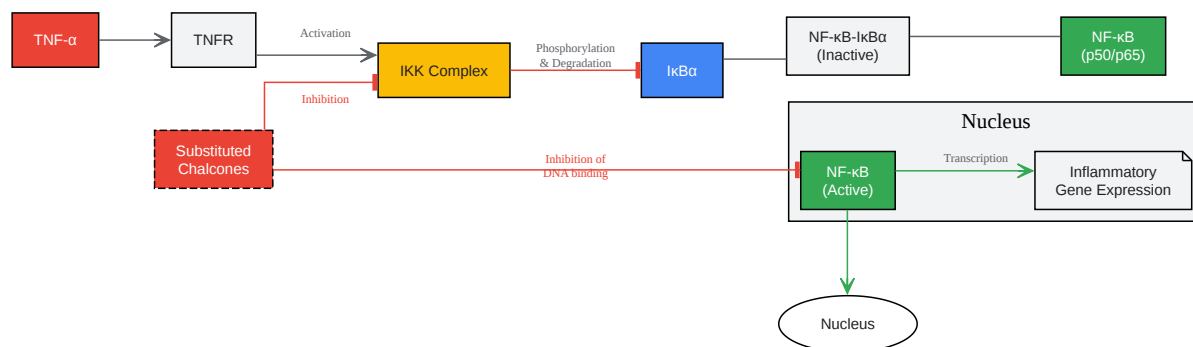 TNF-α
TNFR
Activation
IKK Complex
Phosphorylation
& Degradation
IκBα
NF-κB-IκBα
(Inactive)
NF-κB
(p50/p65)
Inhibition
Substituted
Chalcones
Inhibition of
DNA binding
Nucleus
NF-κB
(Active)
Transcription
Inflammatory
Gene Expression
Nucleus